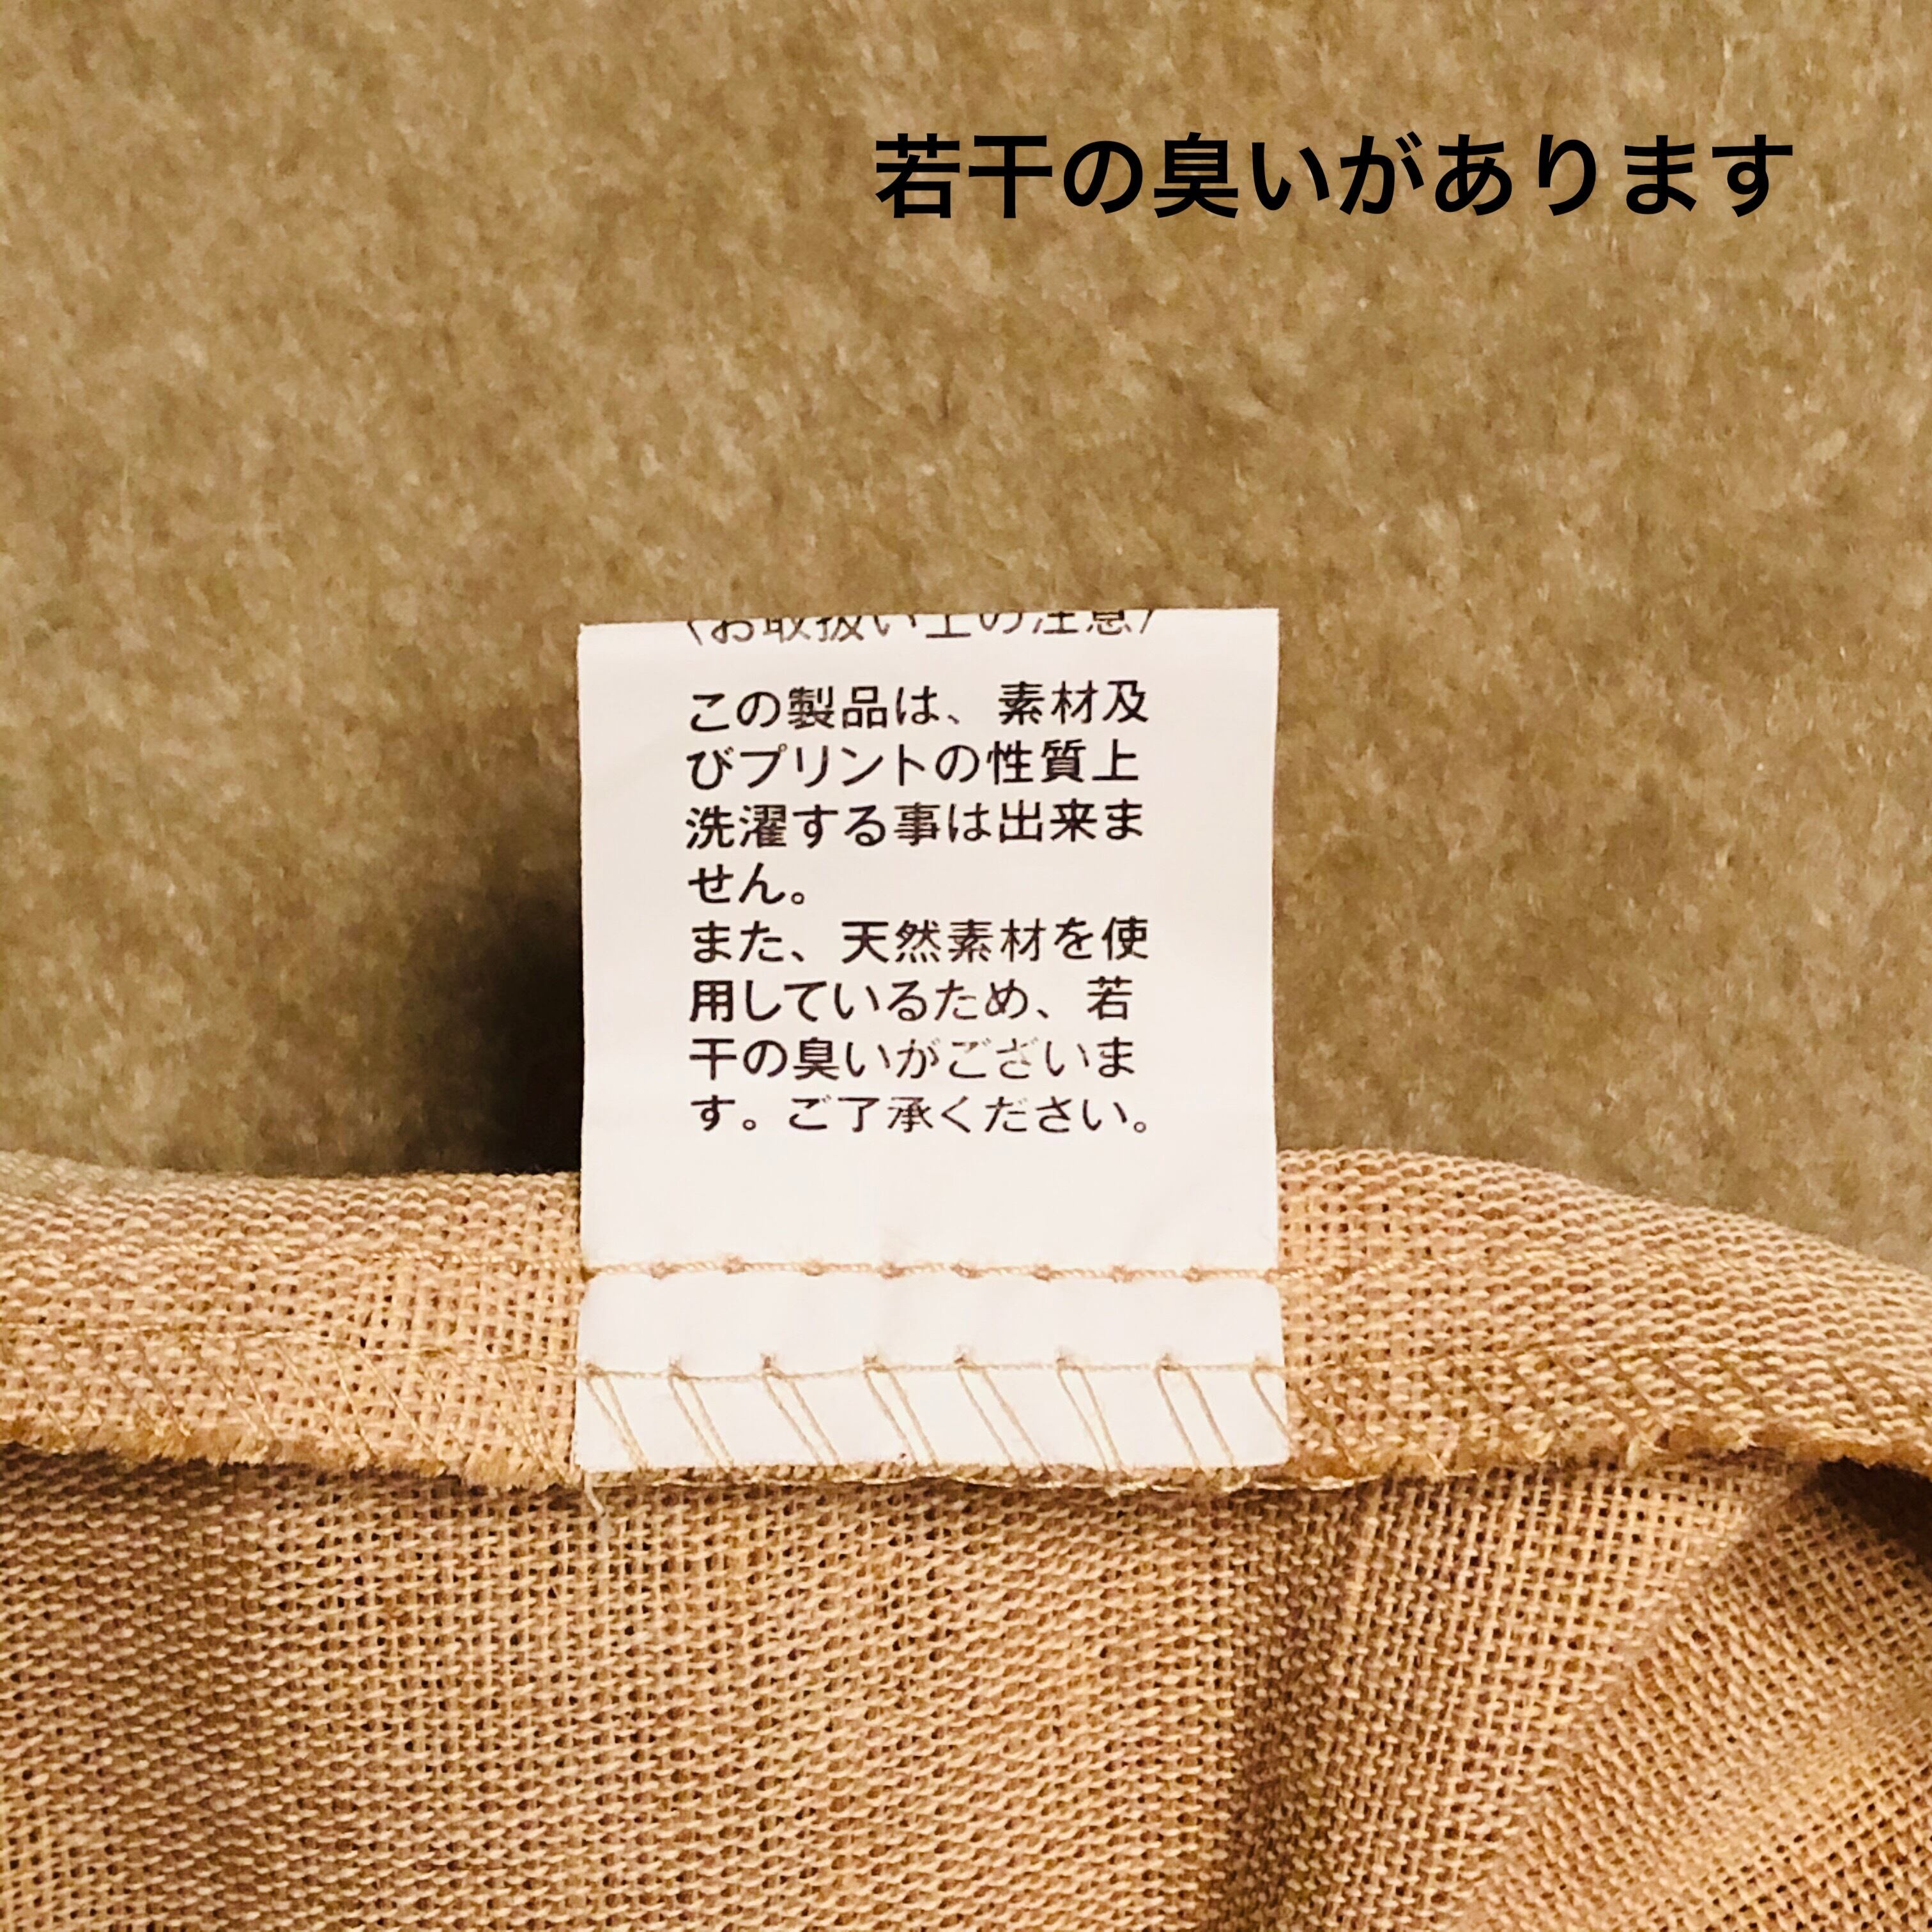 若干の臭いがあります
〈お取扱い上の注意〉
この製品は、素材及
びプリントの性質上
洗濯する事は出来ま
せん。
また、天然素材を使
用しているため、若
干の臭いがございま
す。ご了承ください。